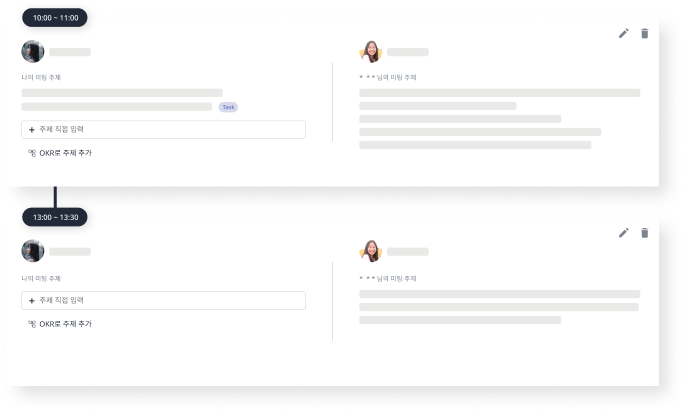 10:00 ~ 11:00
나의 미팅 주제
* * * 님의 미팅 주제
Task
+ 주제 직접 입력
OKR로 주제 추가
13:00 ~ 13:30
나의 미팅 주제
* * * 님의 미팅 주제
+ 주제 직접 입력
OKR로 주제 추가